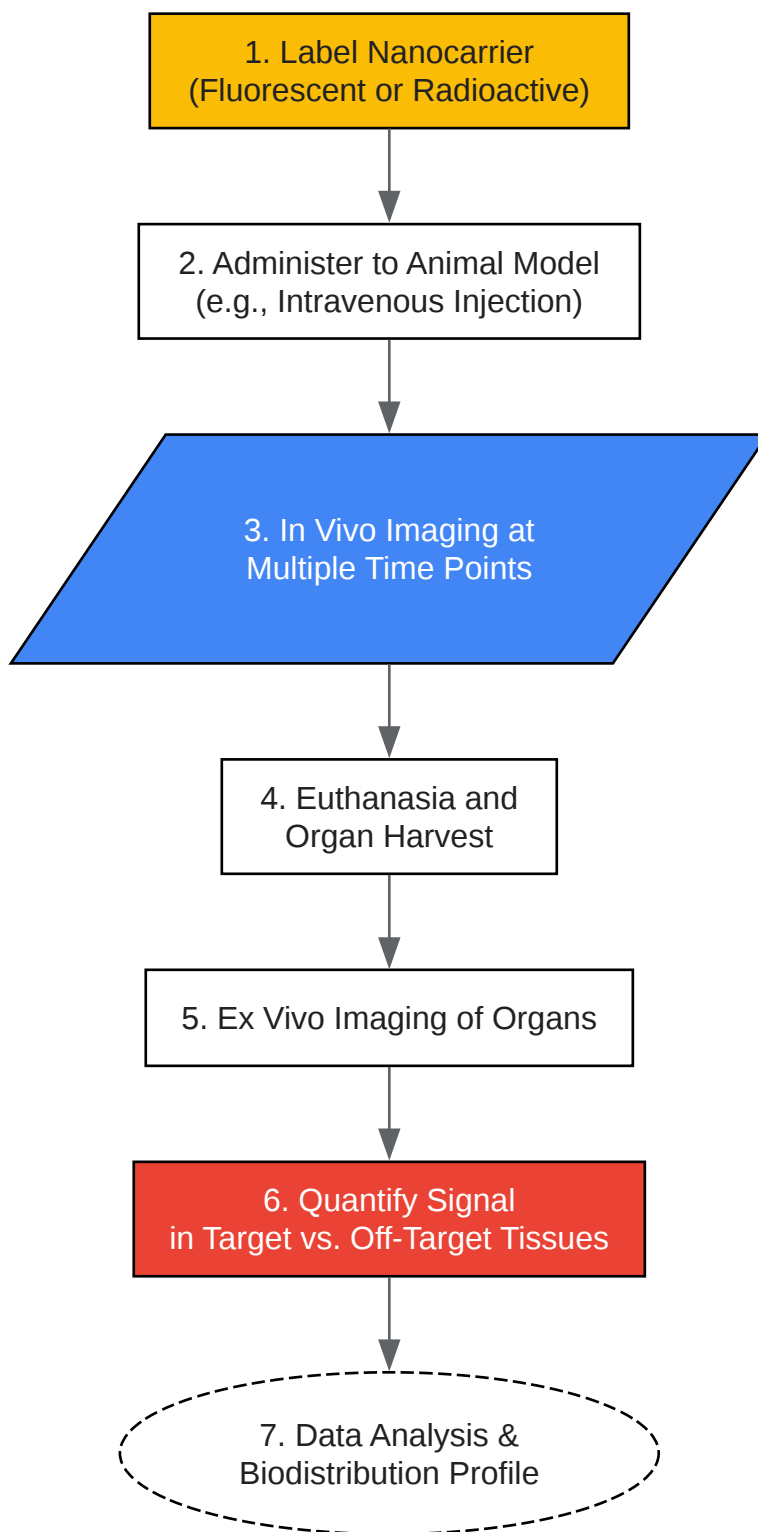 1. Label Nanocarrier
(Fluorescent or Radioactive)
2. Administer to Animal Model
(e.g., Intravenous Injection)
3. In Vivo Imaging at
Multiple Time Points
4. Euthanasia and
Organ Harvest
5. Ex Vivo Imaging of Organs
6. Quantify Signal
in Target vs. Off-Target Tissues
7. Data Analysis &
Biodistribution Profile